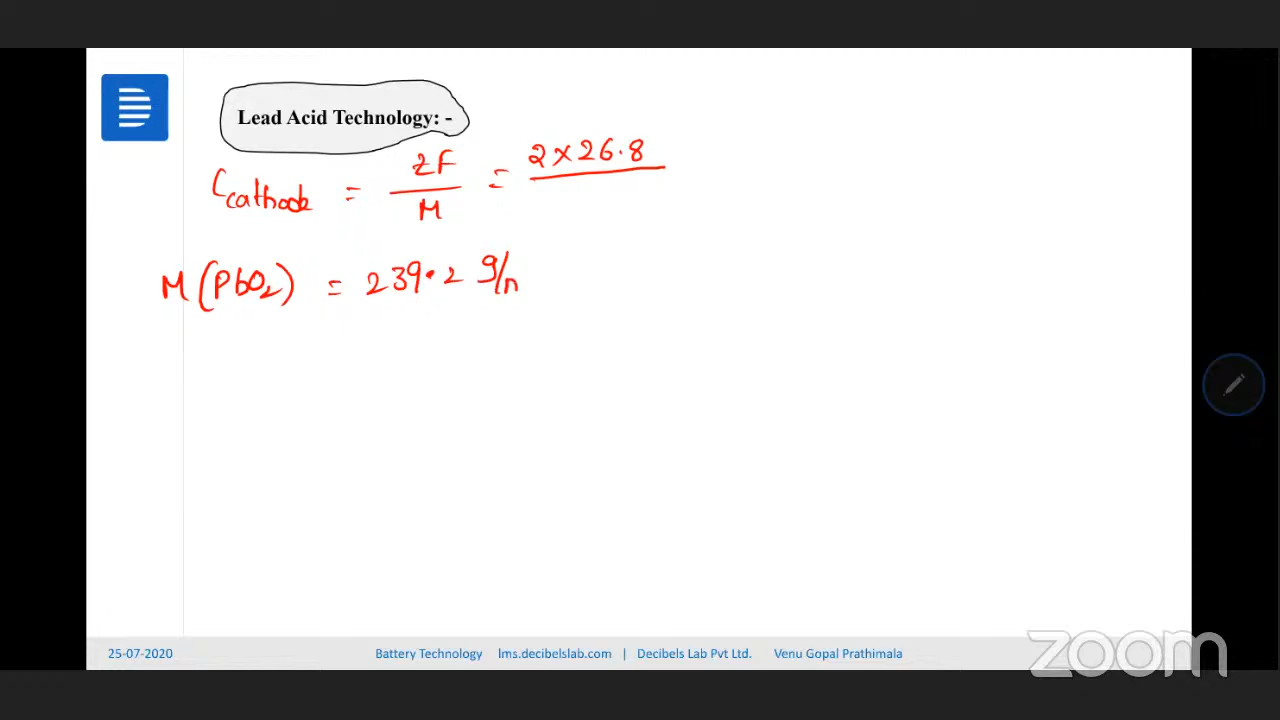 Lead Acid Technology: -
C cathode = zF / M = 2 × 26.8
M (PbO2) = 239.2 g/n
25-07-2020 Battery Technology lms.decibelslab.com | Decibels Lab Pvt Ltd. Venu Gopal Prathimala
zoom